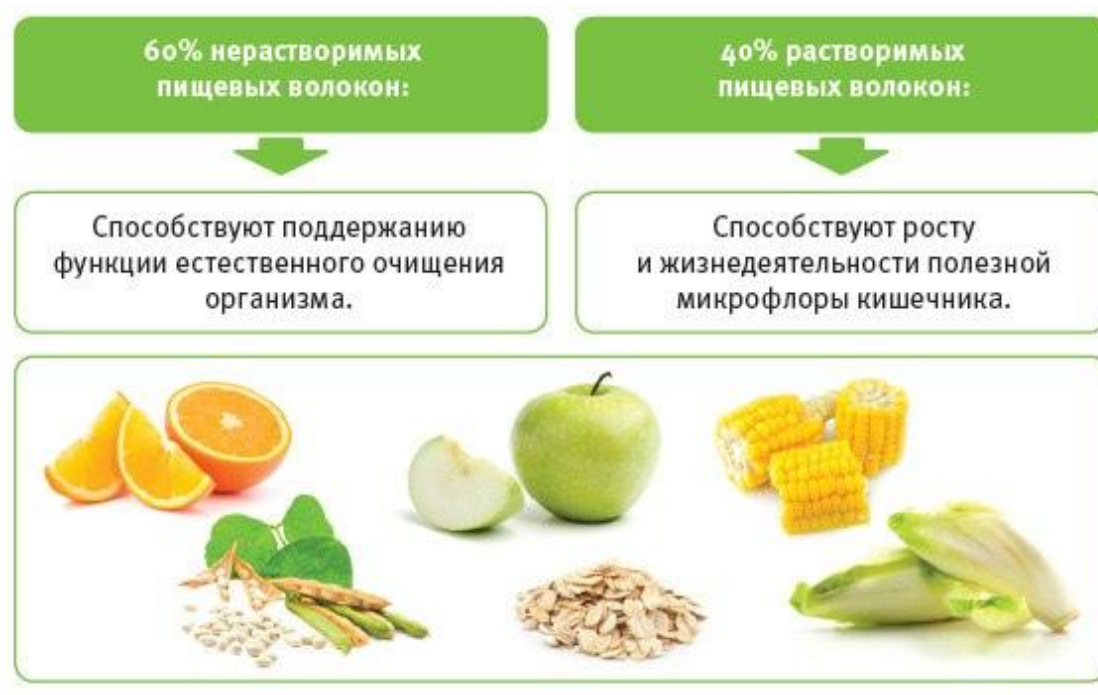 60% нерастворимых
пищевых волокон:
40% растворимых
пищевых волокон:
Способствуют поддержанию
функции естественного очищения
организма.
Способствуют росту
и жизнедеятельности полезной
микрофлоры кишечника.